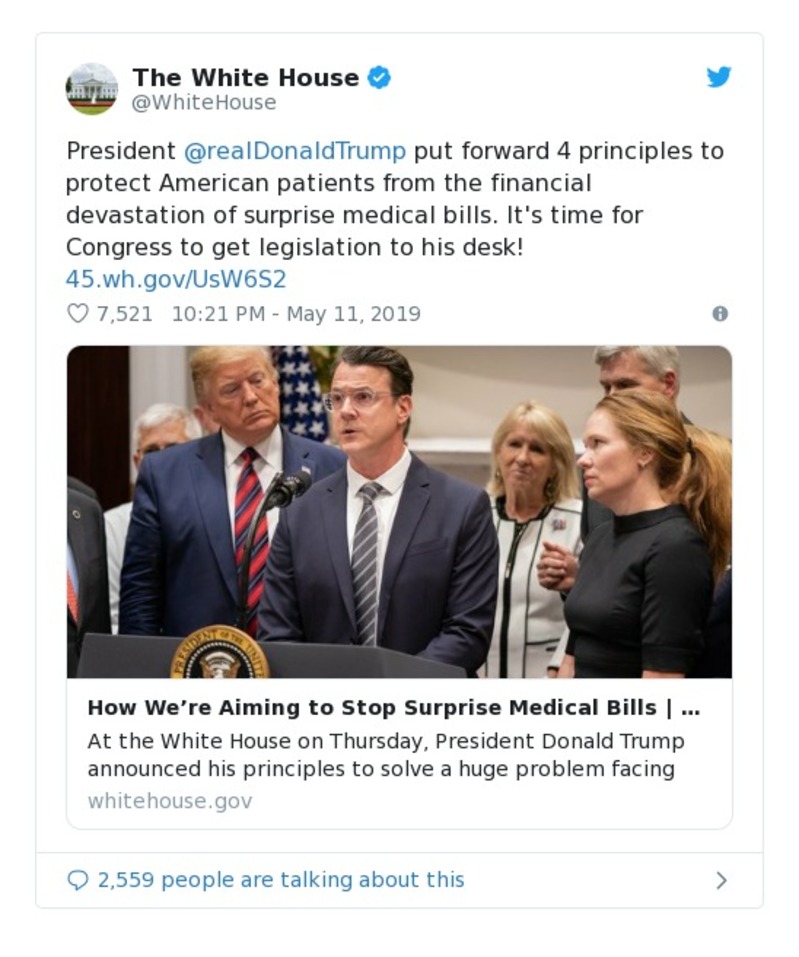 The White House
@WhiteHouse
President @realDonaldTrump put forward 4 principles to
protect American patients from the financial
devastation of surprise medical bills. It's time for
Congress to get legislation to his desk!
45.wh.gov/UsW6S2
7,521 10:21 PM - May 11, 2019
PRESIDENT OF THE UNITED
How We’re Aiming to Stop Surprise Medical Bills | ...
At the White House on Thursday, President Donald Trump
announced his principles to solve a huge problem facing
whitehouse.gov
2,559 people are talking about this